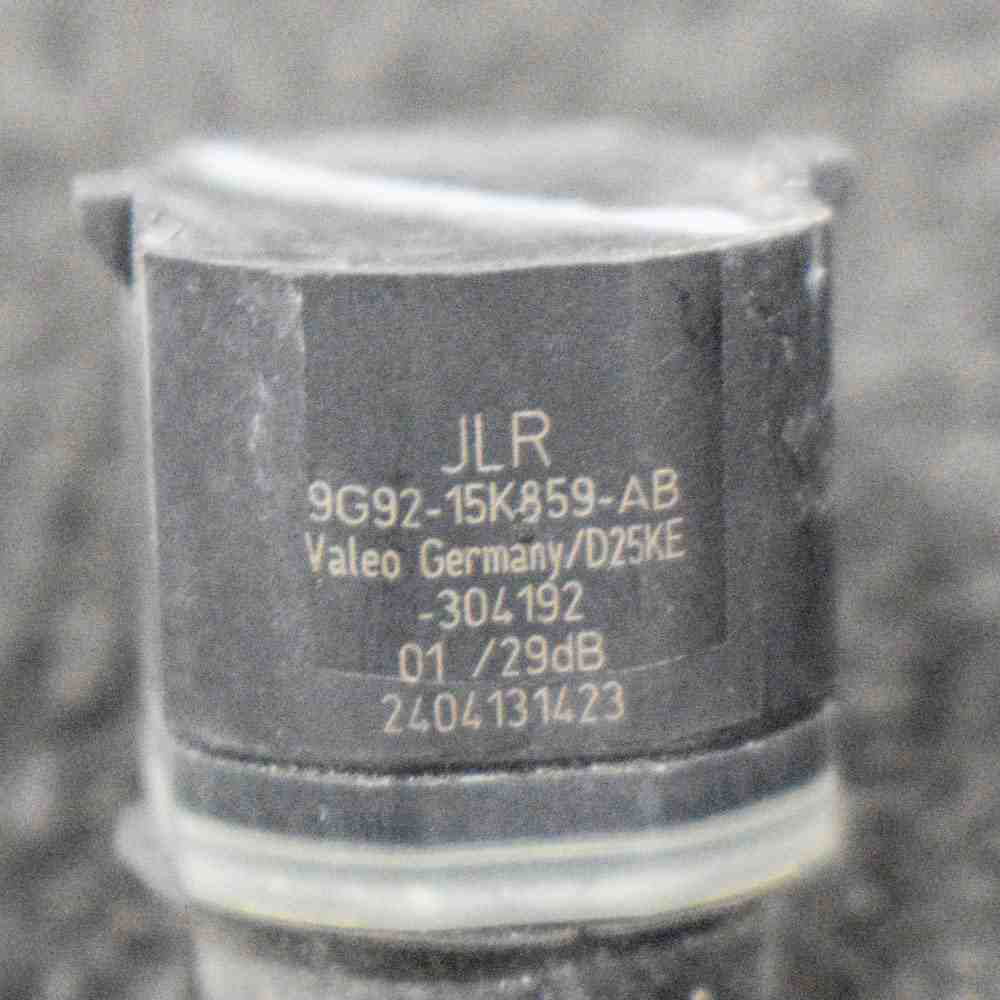 JLR
9G92-15K859-AB
Valeo Germany/D25KE
-304192
01 /29dB
2404131423